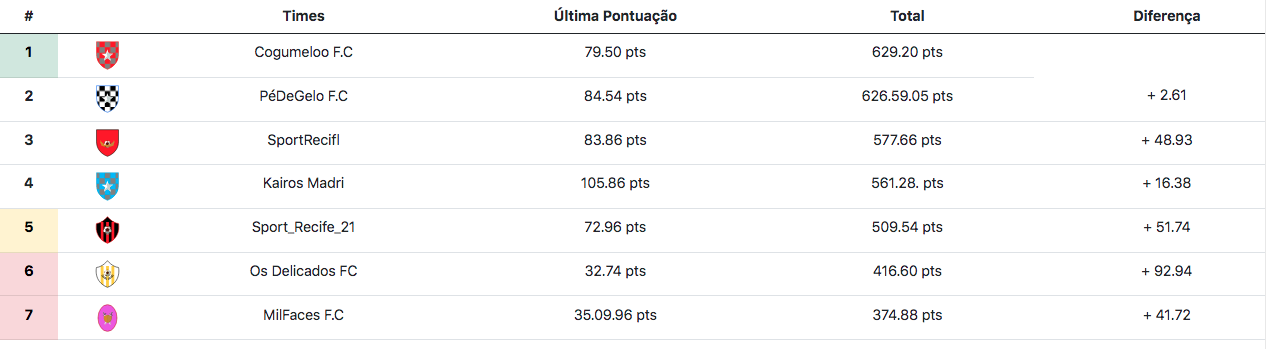 # Times Última Pontuação Total Diferença
1 Cogumeloo F.C 79.50 pts 629.20 pts
2 PéDeGelo F.C 84.54 pts 626.59.05 pts + 2.61
3 SportRecifl 83.86 pts 577.66 pts + 48.93
4 Kairos Madri 105.86 pts 561.28. pts + 16.38
5 Sport_Recife_21 72.96 pts 509.54 pts + 51.74
6 Os Delicados FC 32.74 pts 416.60 pts + 92.94
7 MilFaces F.C 35.09.96 pts 374.88 pts + 41.72